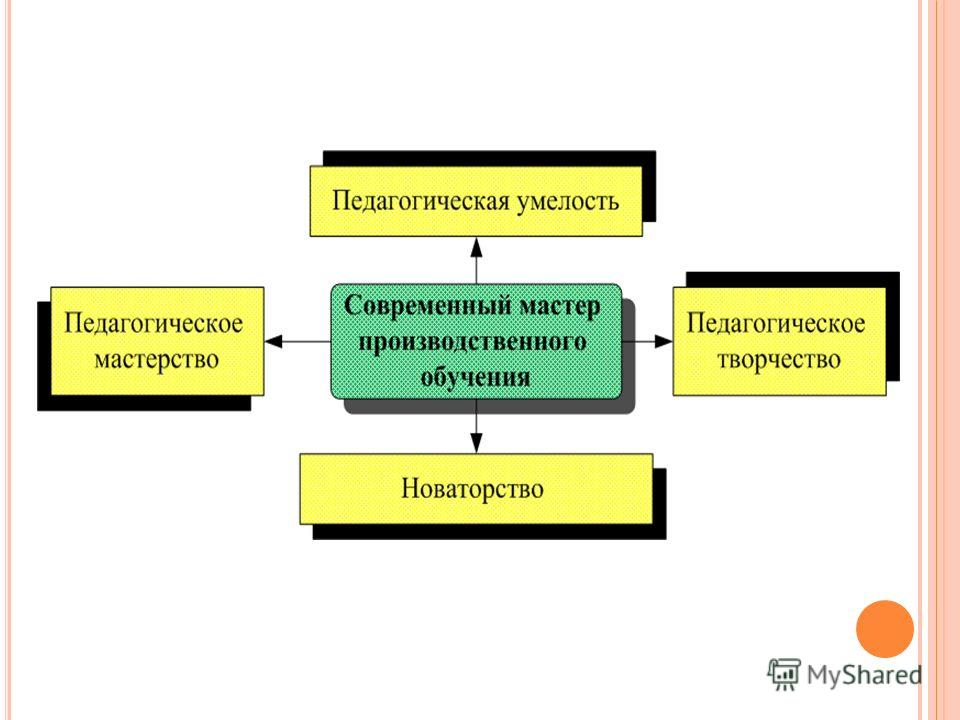 Педагогическая умелость
Педагогическое
мастерство
Современный мастер
производственного
обучения
Педагогическое
творчество
Новаторство
MyShared